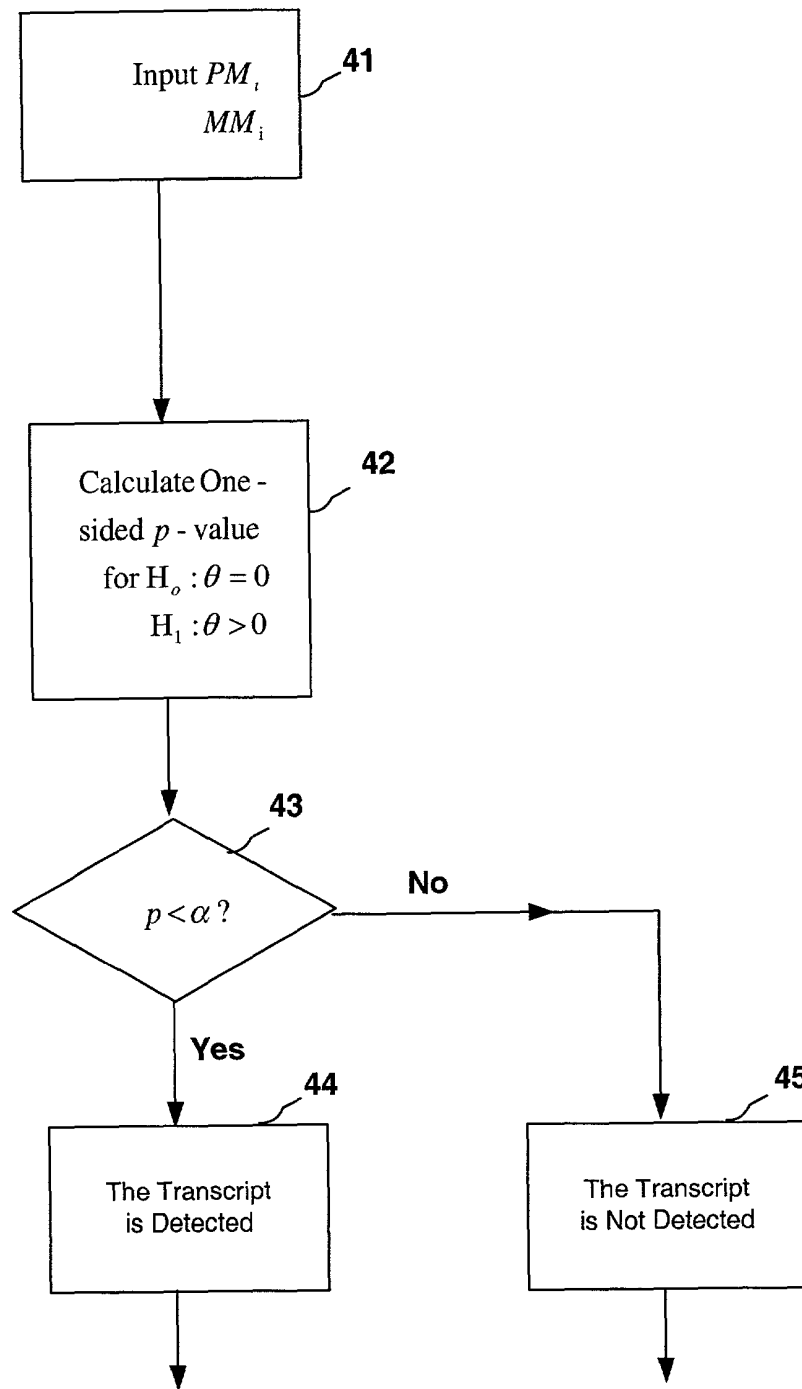 Input PMᵢ
41
MMᵢ
42
Calculate One -
sided p - value
for Hₒ : θ = 0
H₁ : θ > 0
43
p < α ?
No
Yes
44
45
The Transcript
is Detected
The Transcript
is Not Detected